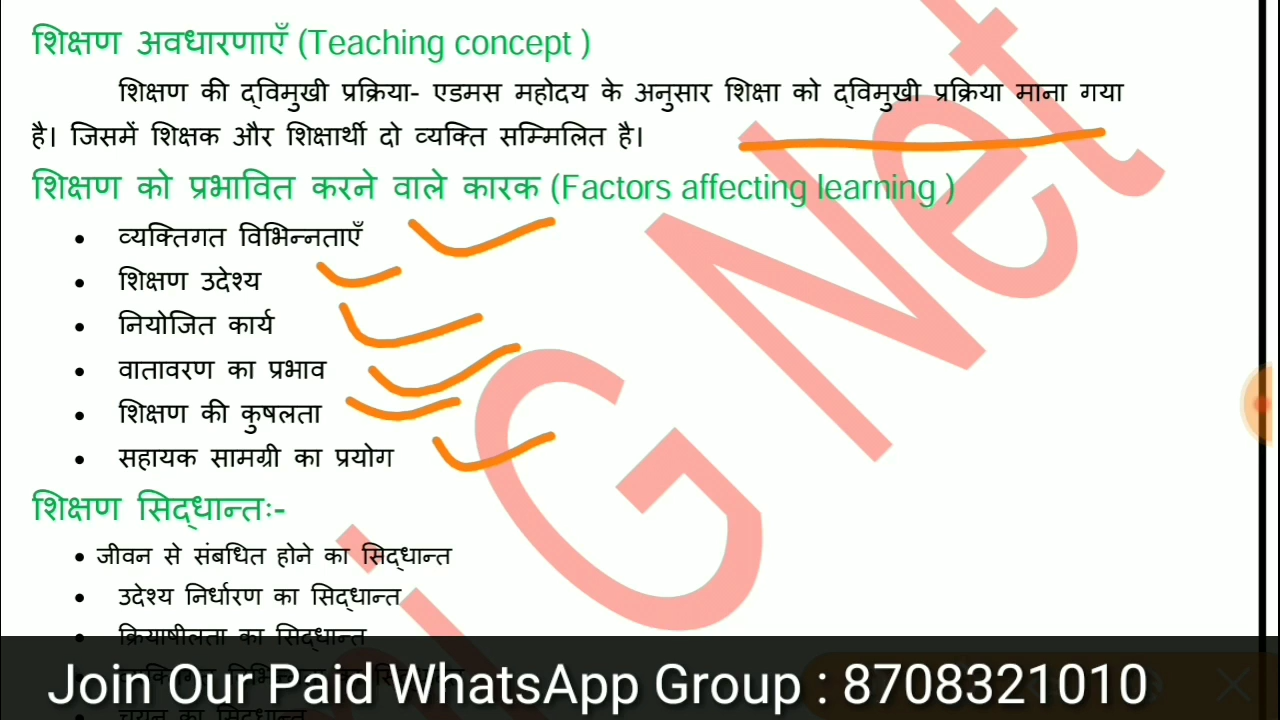 शिक्षण अवधारणाएँ (Teaching concept )
शिक्षण की द्विमुखी प्रक्रिया- एडमस महोदय के अनुसार शिक्षा को द्विमुखी प्रक्रिया माना गया
है। जिसमें शिक्षक और शिक्षार्थी दो व्यक्ति सम्मिलित है।
शिक्षण को प्रभावित करने वाले कारक (Factors affecting learning )
• व्यक्तिगत विभिन्नताएँ
• शिक्षण उदेश्य
• नियोजित कार्य
• वातावरण का प्रभाव
• शिक्षण की कुषलता
• सहायक सामग्री का प्रयोग
शिक्षण सिद्धान्तः-
• जीवन से संबधित होने का सिद्धान्त
• उदेश्य निर्धारण का सिद्धान्त
• क्रियाषीलता का सिद्धान्त
• चयन का सिद्धान्त
Join Our Paid WhatsApp Group : 8708321010
i G Net